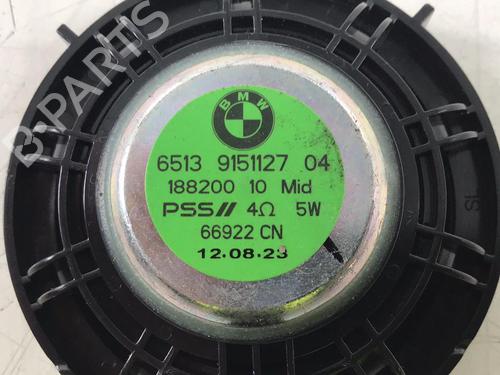 B-PARTS
BMW
6513 9151127 04
188200 10 Mid
PSS// 4Ω 5W
66922 CN
12.08.23